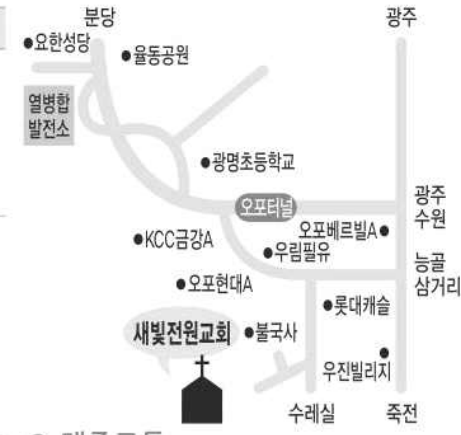 분당
광주
요한성당
율동공원
열병합
발전소
광명초등학교
오포터널
광주
수원
오포베르빌A
KCC금강A
우림필유
능골
삼거리
오포현대A
롯대캐슬
새빛전원교회
불국사
우진빌리지
수레실
죽전